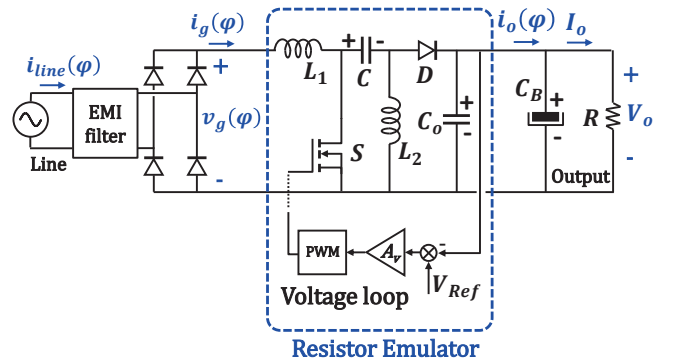 i_g(φ)
i_o(φ) I_o
i_line(φ)
+ L_1 + C - D
EMI
filter
v_g(φ)
Line
S
L_2
C_o
+
-
C_B
+
-
R
+
V_o
-
-
Output
PWM
A_v
-
V_Ref
Voltage loop
Resistor Emulator